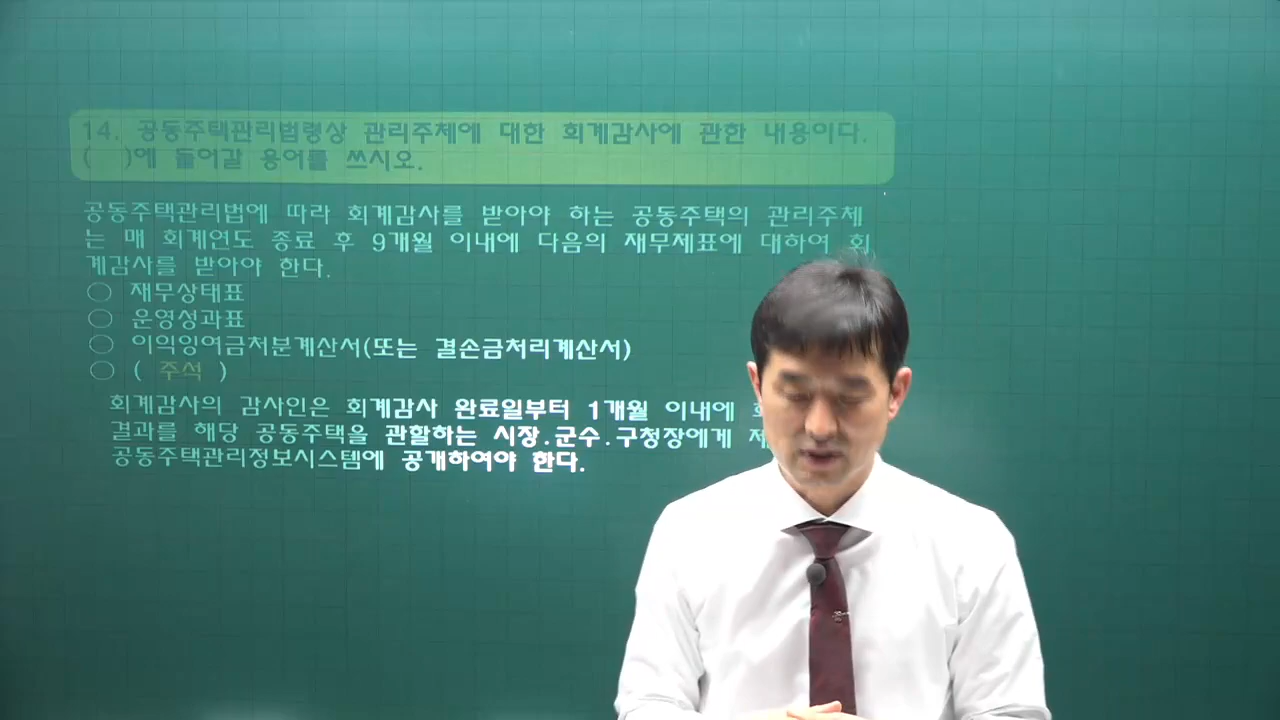 14. 공동주택관리법령상 관리주체에 대한 회계감사에 관한 내용이다.
( )에 들어갈 용어를 쓰시오.
공동주택관리법에 따라 회계감사를 받아야 하는 공동주택의 관리주체
는 매 회계연도 종료 후 9개월 이내에 다음의 재무제표에 대하여 회
계감사를 받아야 한다.
○ 재무상태표
○ 운영성과표
○ 이익잉여금처분계산서(또는 결손금처리계산서)
○ ( 주석 )
회계감사의 감사인은 회계감사 완료일부터 1개월 이내에
결과를 해당 공동주택을 관할하는 시장.군수.구청장에게
공동주택관리정보시스템에 공개하여야 한다.